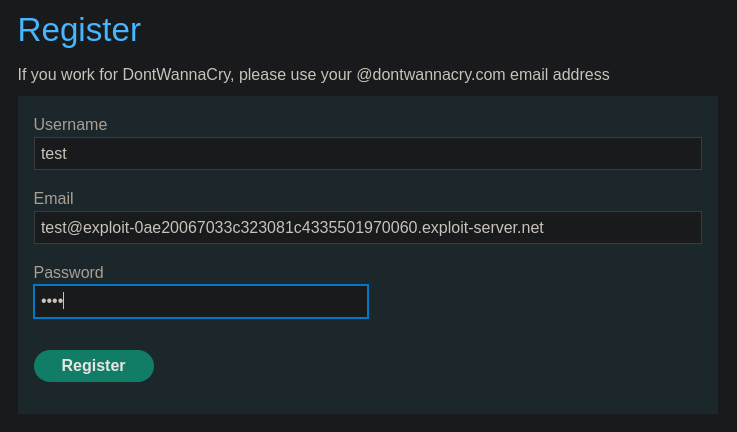 Register
If you work for DontWannaCry, please use your @dontwannacry.com email address
Username
test
Email
test@exploit-0ae20067033c323081c4335501970060.exploit-server.net
Password
••••
Register